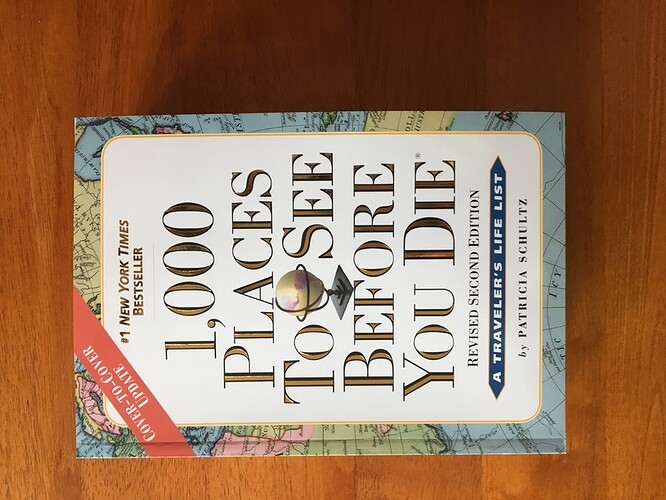 COVER-TO-COVER
UPDATE
#1 NEW YORK TIMES
BESTSELLER
1,000
PLACES
TO SEE
BEFORE
YOU DIE®
REVISED SECOND EDITION
A TRAVELER'S LIFE LIST
by PATRICIA SCHULTZ
ICY